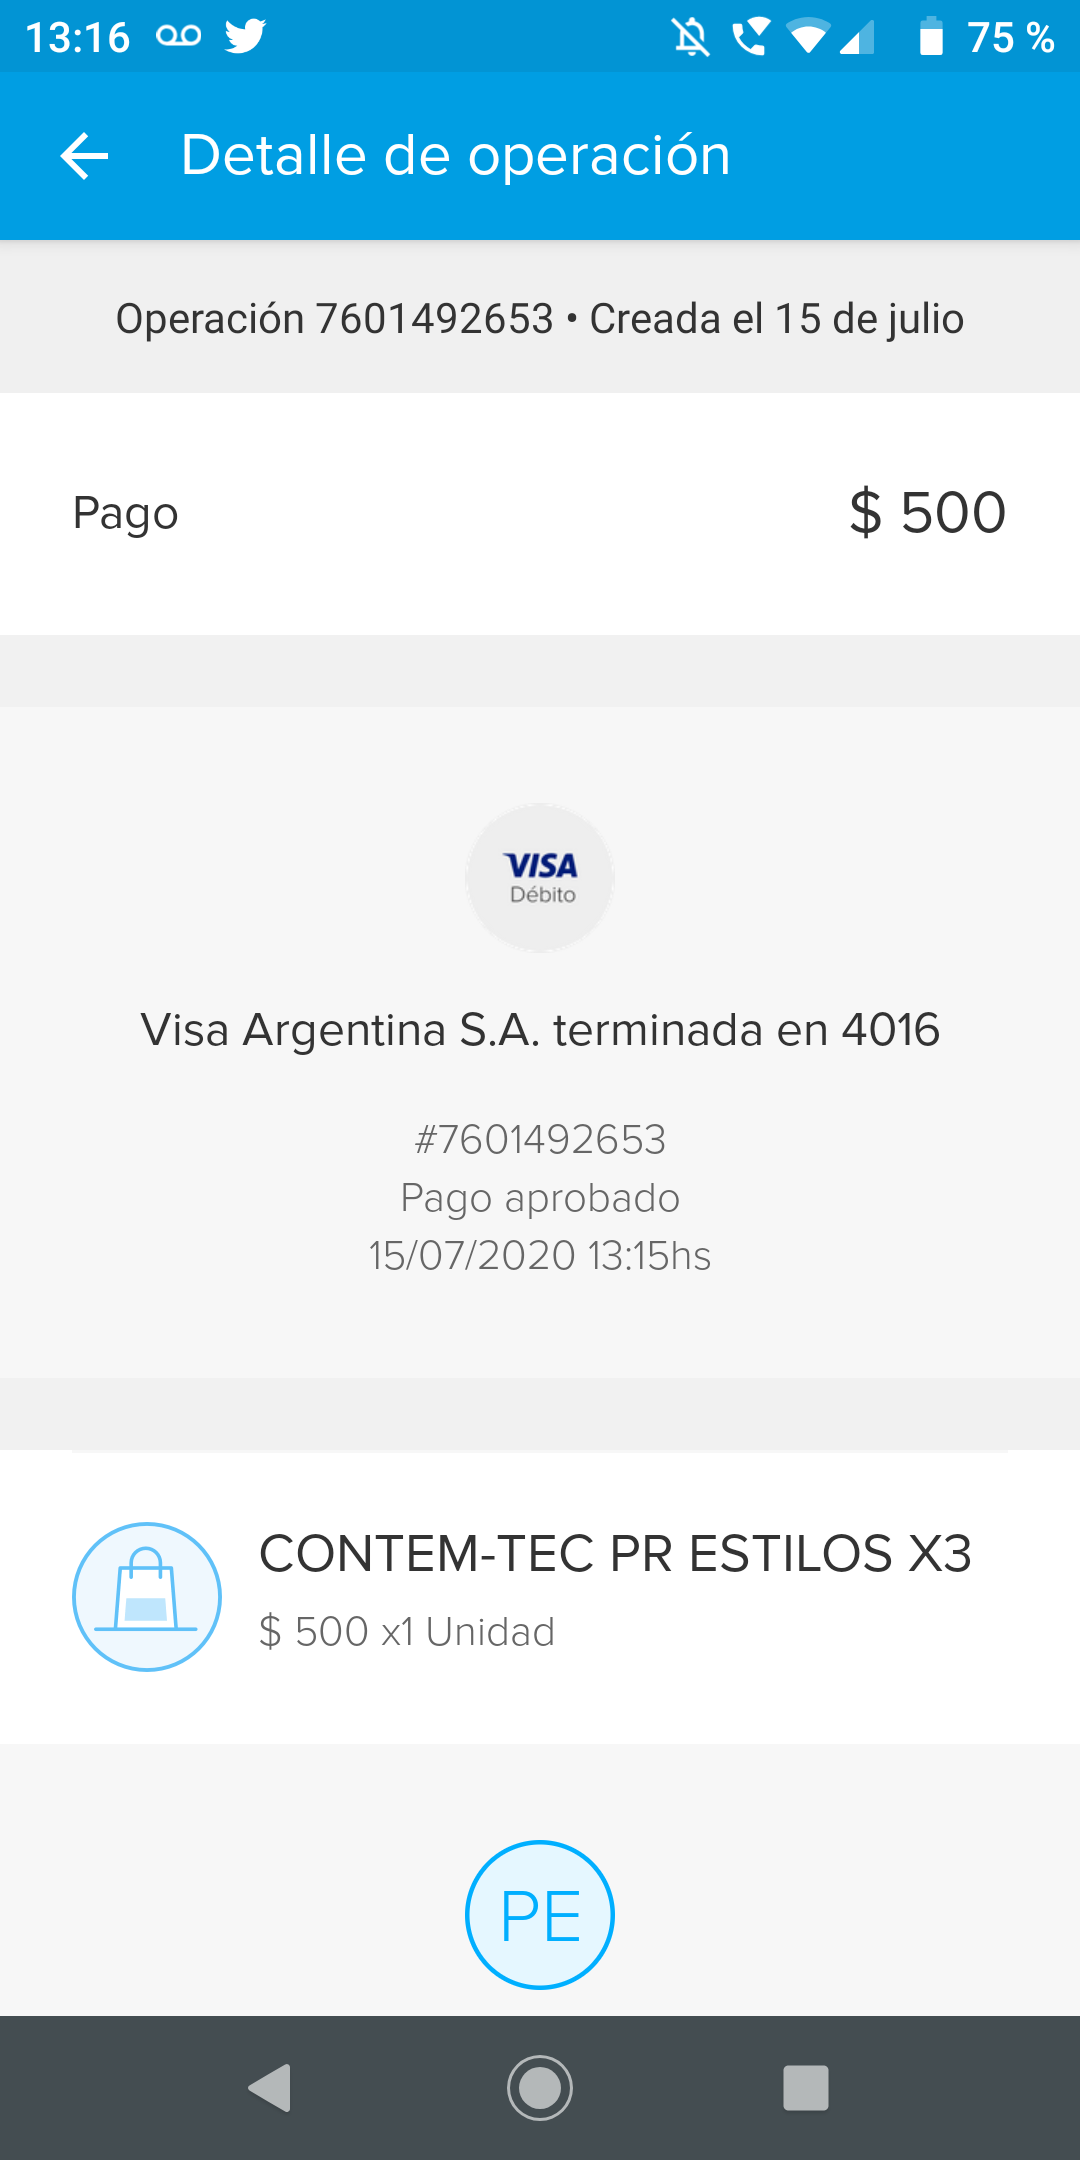 13:16
75 %
Detalle de operación
Operación 7601492653 • Creada el 15 de julio
Pago
$ 500
VISA
Débito
Visa Argentina S.A. terminada en 4016
#7601492653
Pago aprobado
15/07/2020 13:15hs
CONTEM-TEC PR ESTILOS X3
$ 500 x1 Unidad
PE